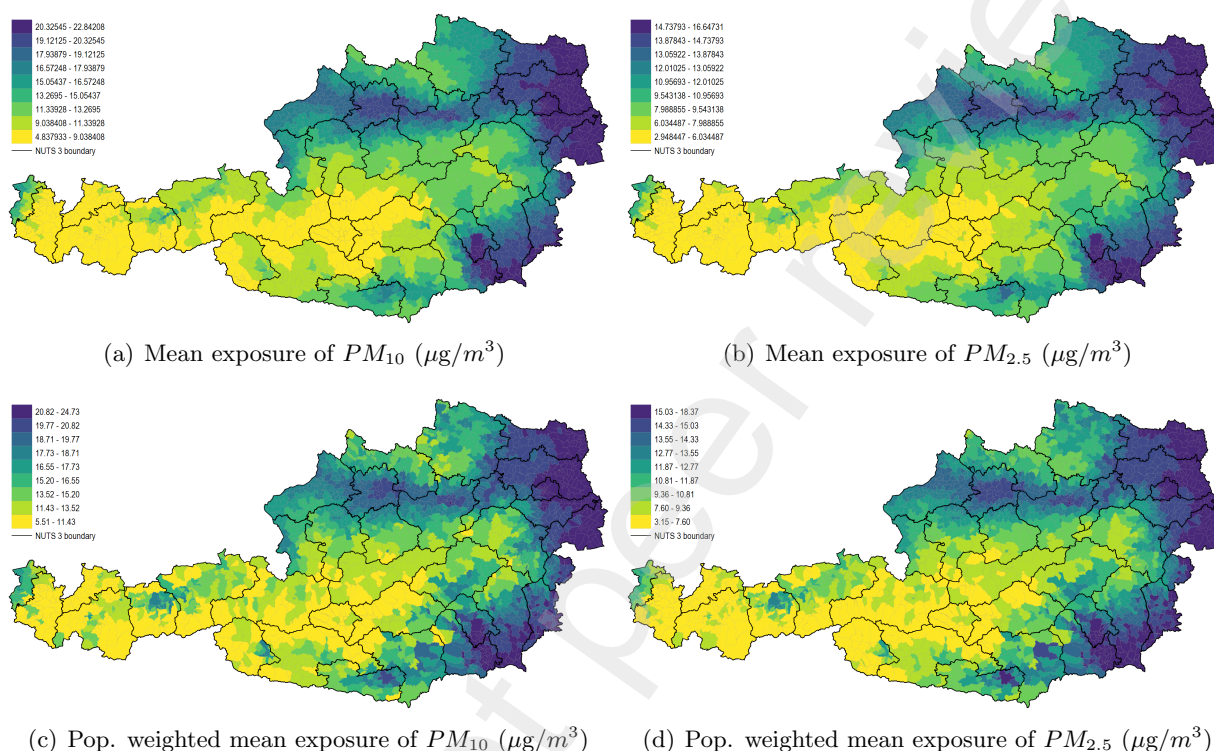 20.32545 - 22.84208
19.12125 - 20.32545
17.93879 - 19.12125
16.57248 - 17.93879
15.05437 - 16.57248
13.2695 - 15.05437
11.33928 - 13.2695
9.038408 - 11.33928
4.837933 - 9.038408
NUTS 3 boundary
(a) Mean exposure of PM₁₀ (μg/m³)
14.73793 - 16.64731
13.87843 - 14.73793
13.05922 - 13.87843
12.01025 - 13.05922
10.95693 - 12.01025
9.543138 - 10.95693
7.988855 - 9.543138
6.034487 - 7.988855
2.948447 - 6.034487
NUTS 3 boundary
(b) Mean exposure of PM₂.₅ (μg/m³)
20.82 - 24.73
19.77 - 20.82
18.71 - 19.77
17.73 - 18.71
16.55 - 17.73
15.20 - 16.55
13.52 - 15.20
11.43 - 13.52
5.51 - 11.43
NUTS 3 boundary
(c) Pop. weighted mean exposure of PM₁₀ (μg/m³)
15.03 - 18.37
14.33 - 15.03
13.55 - 14.33
12.77 - 13.55
11.87 - 12.77
10.81 - 11.87
9.36 - 10.81
7.60 - 9.36
3.15 - 7.60
NUTS 3 boundary
(d) Pop. weighted mean exposure of PM₂.₅ (μg/m³)
peer